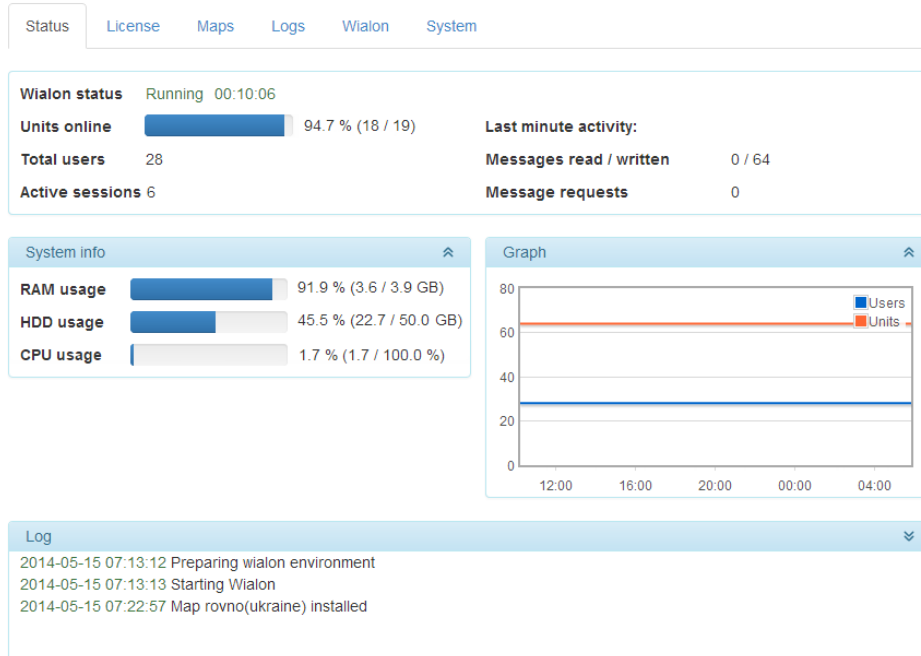 Status License Maps Logs Wialon System
Wialon status Running 00:10:06
Units online 94.7 % (18 / 19)
Total users 28
Active sessions 6
Last minute activity:
Messages read / written 0 / 64
Message requests 0
System info
RAM usage 91.9 % (3.6 / 3.9 GB)
HDD usage 45.5 % (22.7 / 50.0 GB)
CPU usage 1.7 % (1.7 / 100.0 %)
Graph
80
60
40
20
0
Users
Units
12:00 16:00 20:00 00:00 04:00
Log
2014-05-15 07:13:12 Preparing wialon environment
2014-05-15 07:13:13 Starting Wialon
2014-05-15 07:22:57 Map rovno(ukraine) installed